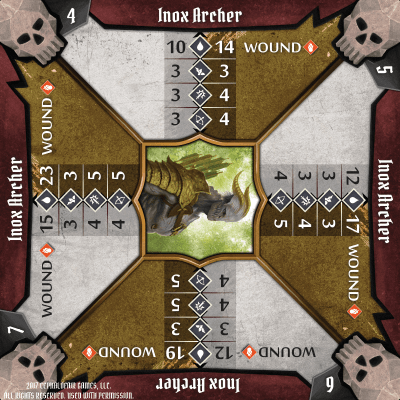 4
Inox Archer
10 14 WOUND
3 3
3 4
3 4
5
Inox Archer
12 17 WOUND
3 3
3 4
4 5
6
Inox Archer
WOUND 12 19 WOUND
3 3
4 5
4 5
7
Inox Archer
WOUND 15 23 WOUND
3 3
4 5
4 5
2017 CEPHALOFAIR GAMES, LLC.
ALL RIGHTS RESERVED. USED WITH PERMISSION.